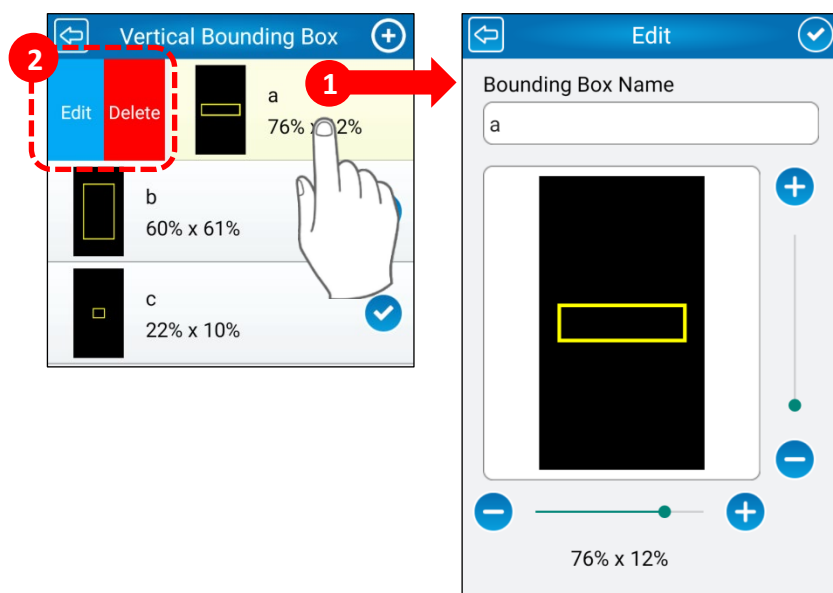 Vertical Bounding Box
2
Edit
Delete
a
76% x 2%
1
b
60% x 61%
c
22% x 10%
Edit
Bounding Box Name
a
76% x 12%